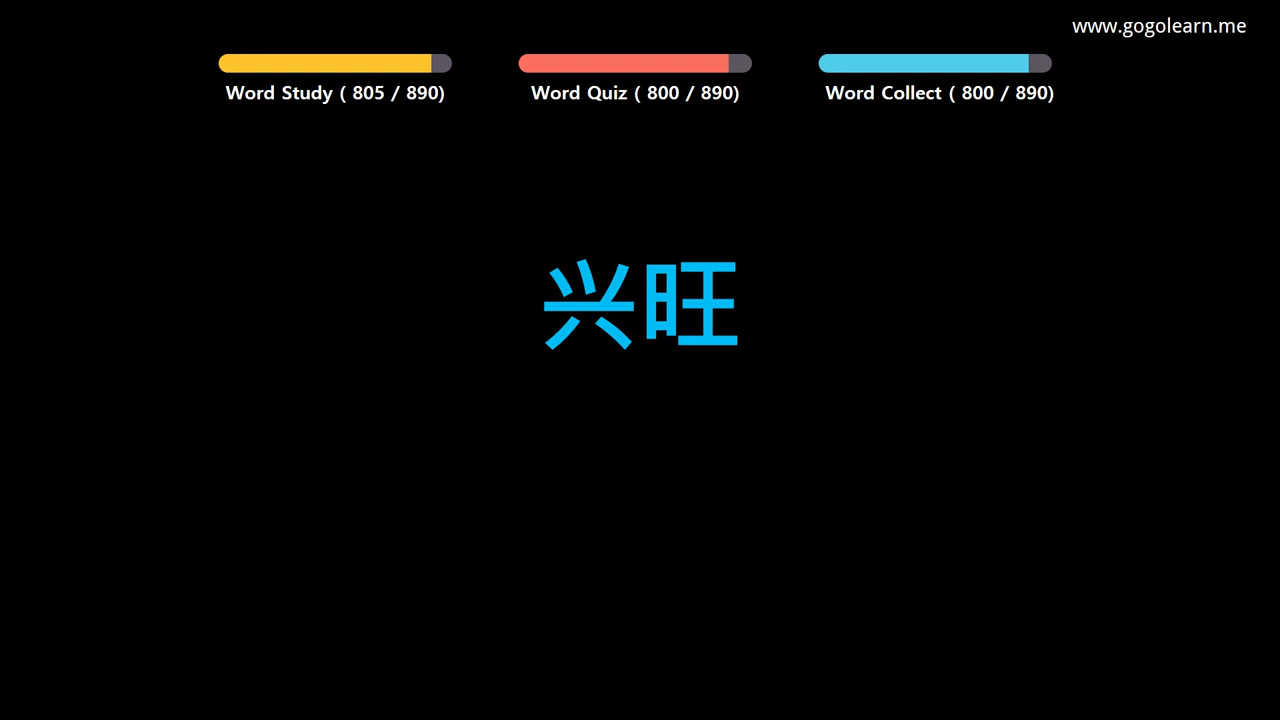 www.gogolearn.me
Word Study ( 805 / 890)
Word Quiz ( 800 / 890)
Word Collect ( 800 / 890)
兴旺